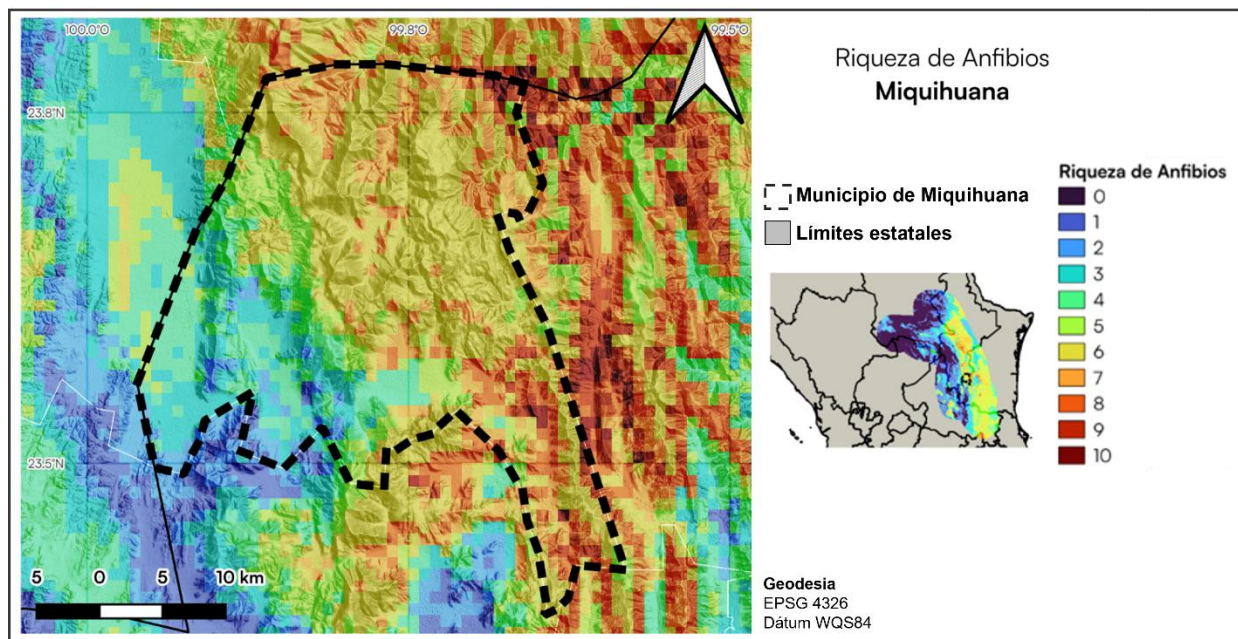 100.0°O
99.8°O
99.5°O
23.8°N
23.5°N
5 0 5 10 km
Riqueza de Anfibios
Miquihuana
Municipio de Miquihuana
Límites estatales
Riqueza de Anfibios
0
1
2
3
4
5
6
7
8
9
10
Geodesia
EPSG 4326
Dátum WQS84